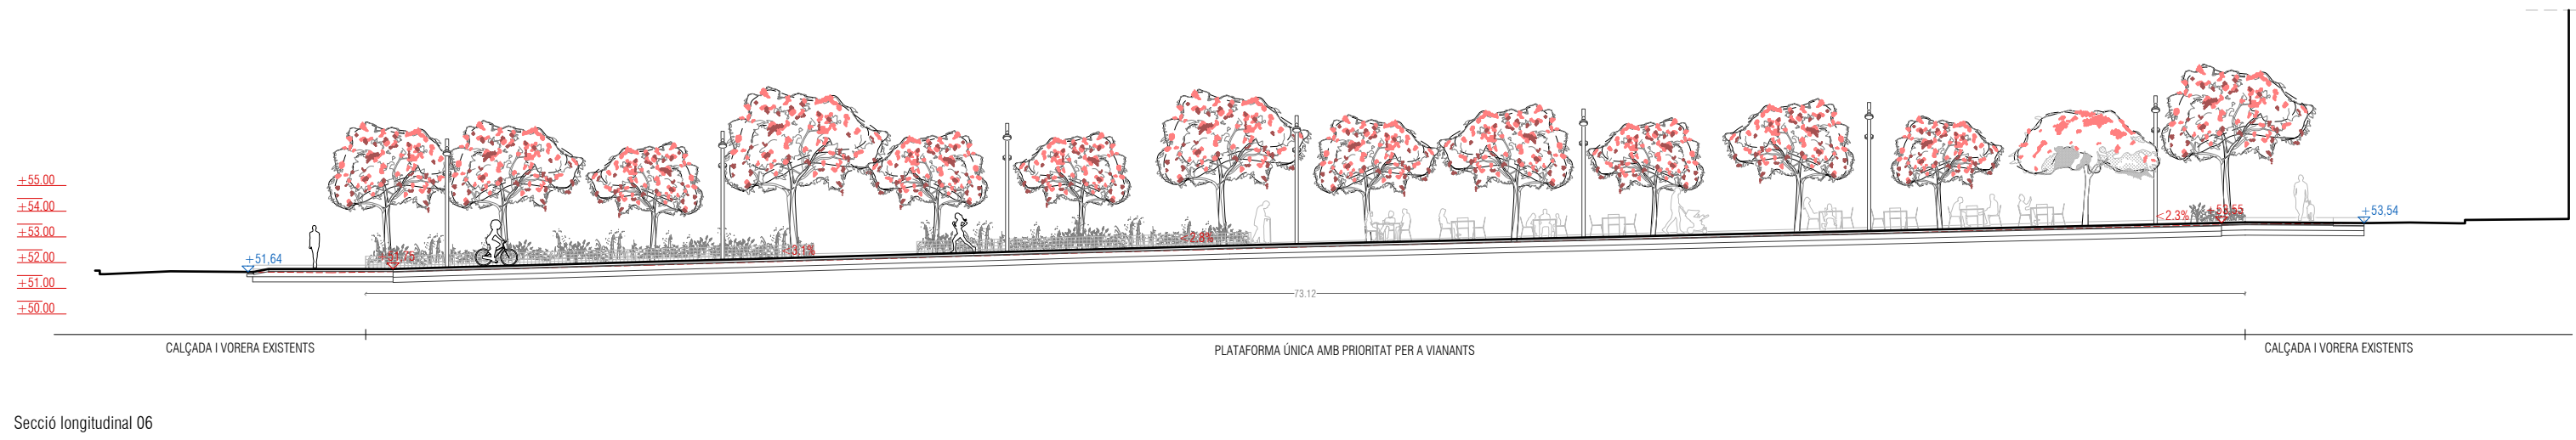 +55.00
+54.00
+53.00
+52.00
+51.00
+50.00
+51,64
<2.3%
+53,54
73.12
CALÇADA I VORERA EXISTENTS
PLATAFORMA ÚNICA AMB PRIORITAT PER A VIANANTS
CALÇADA I VORERA EXISTENTS
Secció longitudinal 06